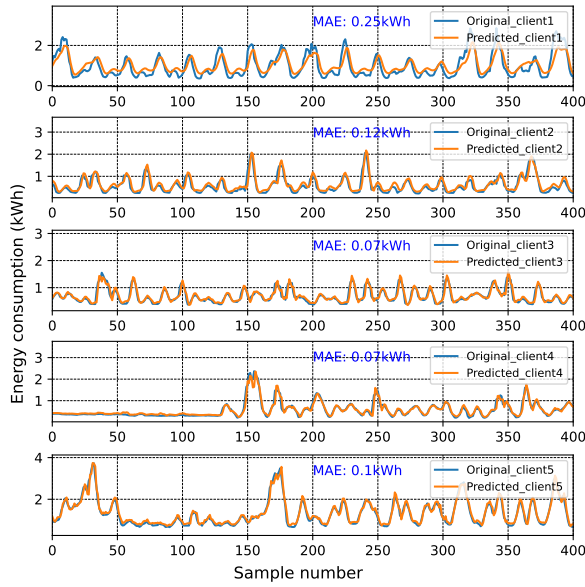 MAE: 0.25kWh
Original_client1
Predicted_client1
2
0
0 50 100 150 200 250 300 350 400
MAE: 0.12kWh
Original_client2
Predicted_client2
3
2
1
0 50 100 150 200 250 300 350 400
MAE: 0.07kWh
Original_client3
Predicted_client3
3
2
1
0 50 100 150 200 250 300 350 400
MAE: 0.07kWh
Original_client4
Predicted_client4
3
2
1
0 50 100 150 200 250 300 350 400
MAE: 0.1kWh
Original_client5
Predicted_client5
4
2
0 50 100 150 200 250 300 350 400
Energy consumption (kWh)
Sample number